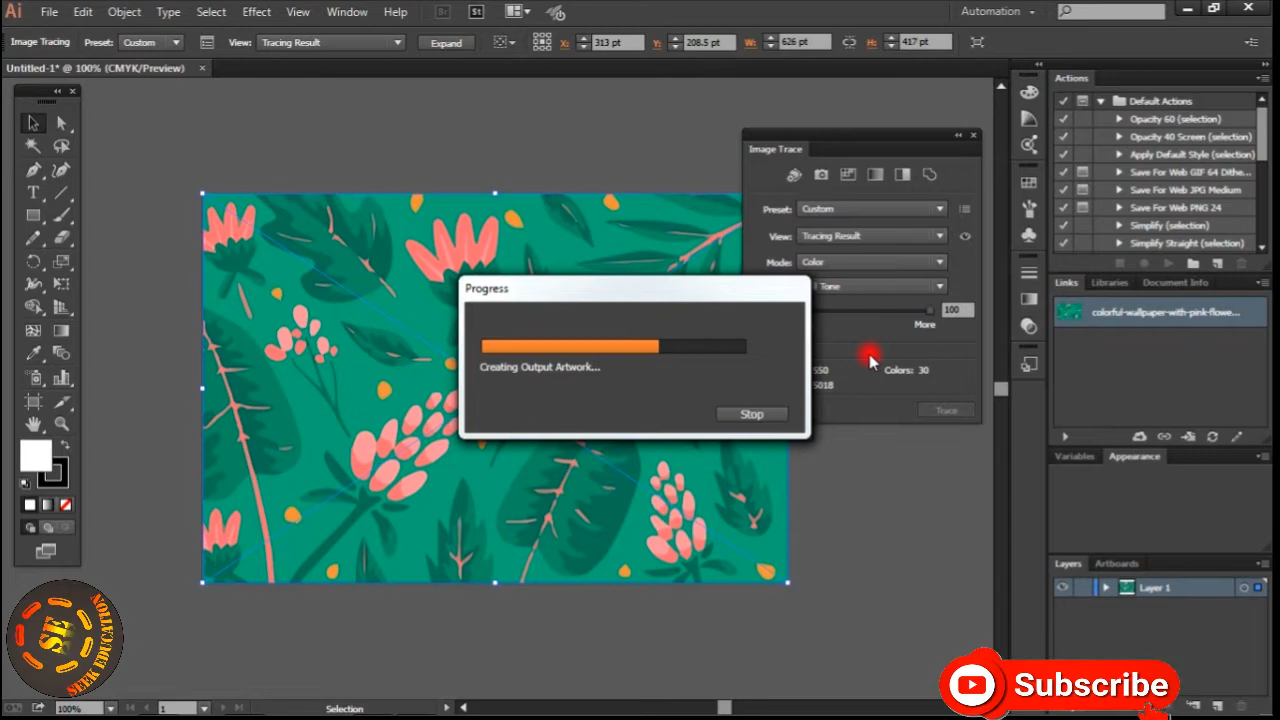 Ai File Edit Object Type Select Effect View Window Help Br St Automation
Image Tracing Preset: Custom View: Tracing Result Expand X: 313 pt Y: 208.5 pt W: 626 pt H: 417 pt
Untitled-1* @ 100% (CMYK/Preview) ×
Actions
Default Actions
Opacity 60 (selection)
Opacity 40 Screen (selection)
Apply Default Style (selection)
Save For Web GIF 64 Dithe...
Save For Web JPG Medium
Save For Web PNG 24
Simplify (selection)
Simplify Straight (selection)
Image Trace
Preset: Custom
View: Tracing Result
Mode: Color
Tone
100
More
550 Colors: 30
5018
Trace
Progress
Creating Output Artwork...
Stop
Links Libraries Document Info
colorful-wallpaper-with-pink-flowe...
Variables Appearance
Layers Artboards
Layer 1
SE
SEEK EDUCATION
Subscribe
100% 1 Selection